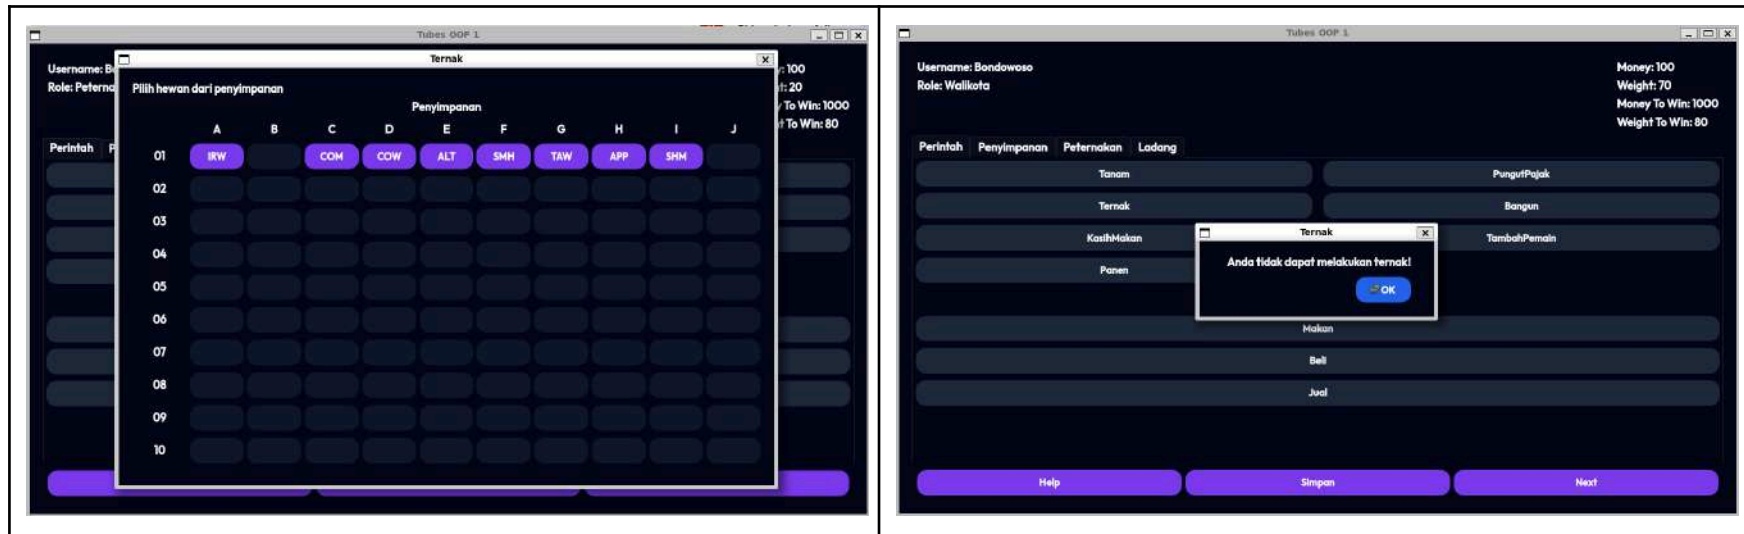 Tubes OOP 1
Ternak
Username: B
Role: Peterna
: 100
t: 20
To Win: 1000
t To Win: 80
Perintah P
Pilih hewan dari penyimpanan
Penyimpanan
A B C D E F G H I J
01 IRW COM COW ALT SMH TAW APP SHM
02
03
04
05
06
07
08
09
10
Tubes OOP 1
Username: Bondowoso
Role: Walikota
Money: 100
Weight: 70
Money To Win: 1000
Weight To Win: 80
Perintah Penyimpanan Peternakan Ladang
Tanam PungutPajak
Ternak Bangun
KasihMakan TambahPemain
Panen
Ternak
Anda tidak dapat melakukan ternak!
OK
Makan
Beli
Jual
Help Simpan Next